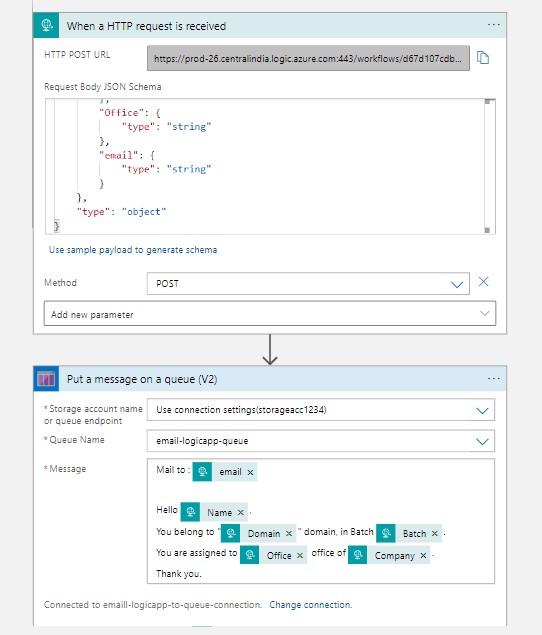 When a HTTP request is received
...
HTTP POST URL
https://prod-26.centralindia.logic.azure.com:443/workflows/d67d107cdb...
Request Body JSON Schema
},
"Office": {
"type": "string"
},
"email": {
"type": "string"
}
},
"type": "object"
}
Use sample payload to generate schema
Method
POST
Add new parameter
Put a message on a queue (V2)
...
* Storage account name or queue endpoint
Use connection settings(storageacc1234)
* Queue Name
email-logicapp-queue
* Message
Mail to : email ×
Hello Name × .
You belong to " Domain × " domain, in Batch Batch × .
You are assigned to Office × office of Company × .
Thank you.
Connected to emaill-logicapp-to-queue-connection. Change connection.